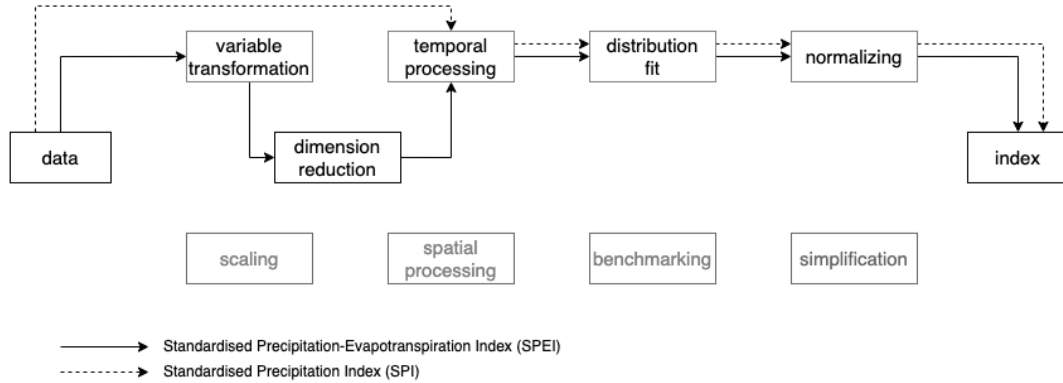 variable
transformation
temporal
processing
distribution
fit
normalizing
data
dimension
reduction
index
scaling
spatial
processing
benchmarking
simplification
Standardised Precipitation-Evapotranspiration Index (SPEI)
Standardised Precipitation Index (SPI)